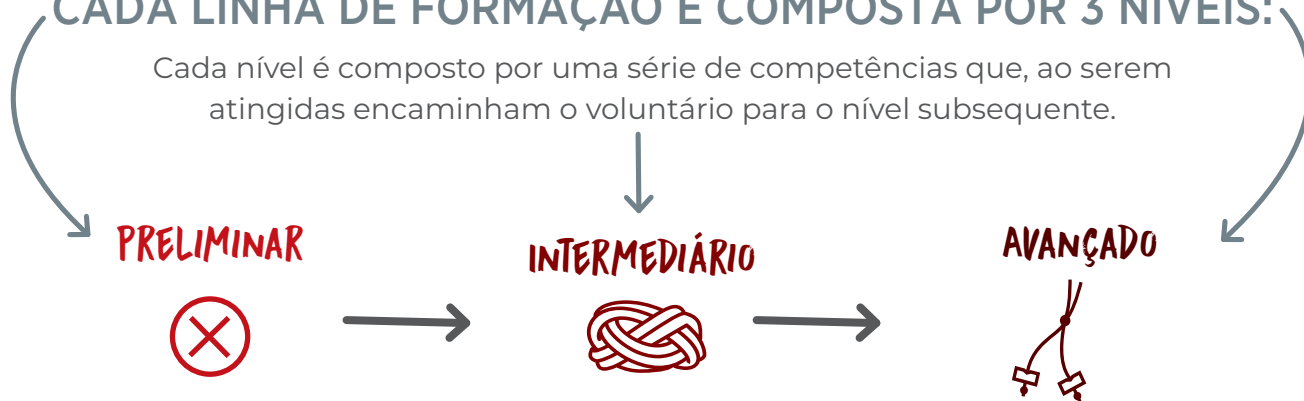 CADA LINHA DE FORMAÇÃO É COMPOSTA POR 3 NÍVEIS:
Cada nível é composto por uma série de competências que, ao serem
atingidas encaminham o voluntário para o nível subsequente.
PRELIMINAR
INTERMEDIÁRIO
AVANÇADO